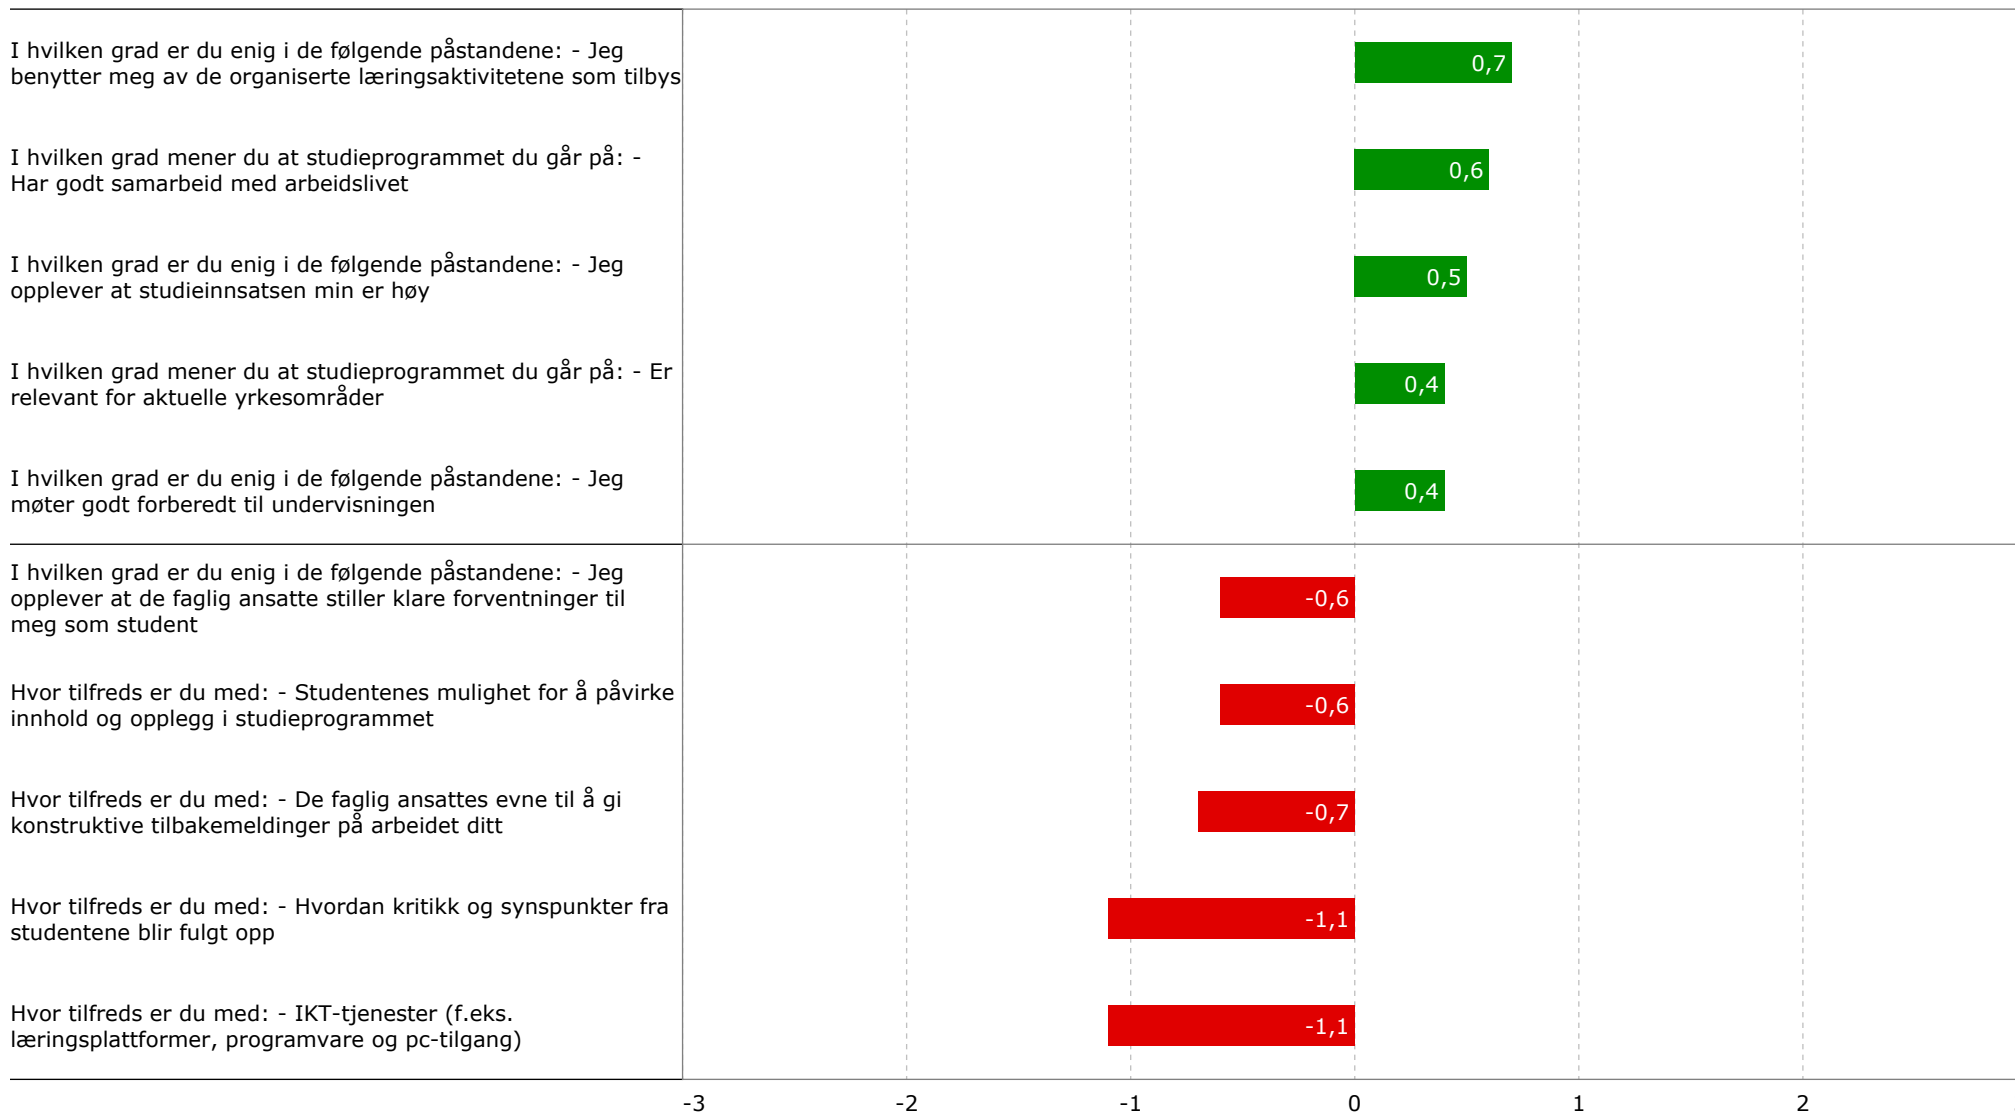 I hvilken grad er du enig i de følgende påstandene: - Jeg
benytter meg av de organiserte læringsaktivitetene som tilbys
0,7
I hvilken grad mener du at studieprogrammet du går på: -
Har godt samarbeid med arbeidslivet
0,6
I hvilken grad er du enig i de følgende påstandene: - Jeg
opplever at studieinnsatsen min er høy
0,5
I hvilken grad mener du at studieprogrammet du går på: - Er
relevant for aktuelle yrkesområder
0,4
I hvilken grad er du enig i de følgende påstandene: - Jeg
møter godt forberedt til undervisningen
0,4
I hvilken grad er du enig i de følgende påstandene: - Jeg
opplever at de faglig ansatte stiller klare forventninger til
meg som student
-0,6
Hvor tilfreds er du med: - Studentenes mulighet for å påvirke
innhold og opplegg i studieprogrammet
-0,6
Hvor tilfreds er du med: - De faglig ansattes evne til å gi
konstruktive tilbakemeldinger på arbeidet ditt
-0,7
Hvor tilfreds er du med: - Hvordan kritikk og synspunkter fra
studentene blir fulgt opp
-1,1
Hvor tilfreds er du med: - IKT-tjenester (f.eks.
læringsplattformer, programvare og pc-tilgang)
-1,1
-3 -2 -1 0 1 2